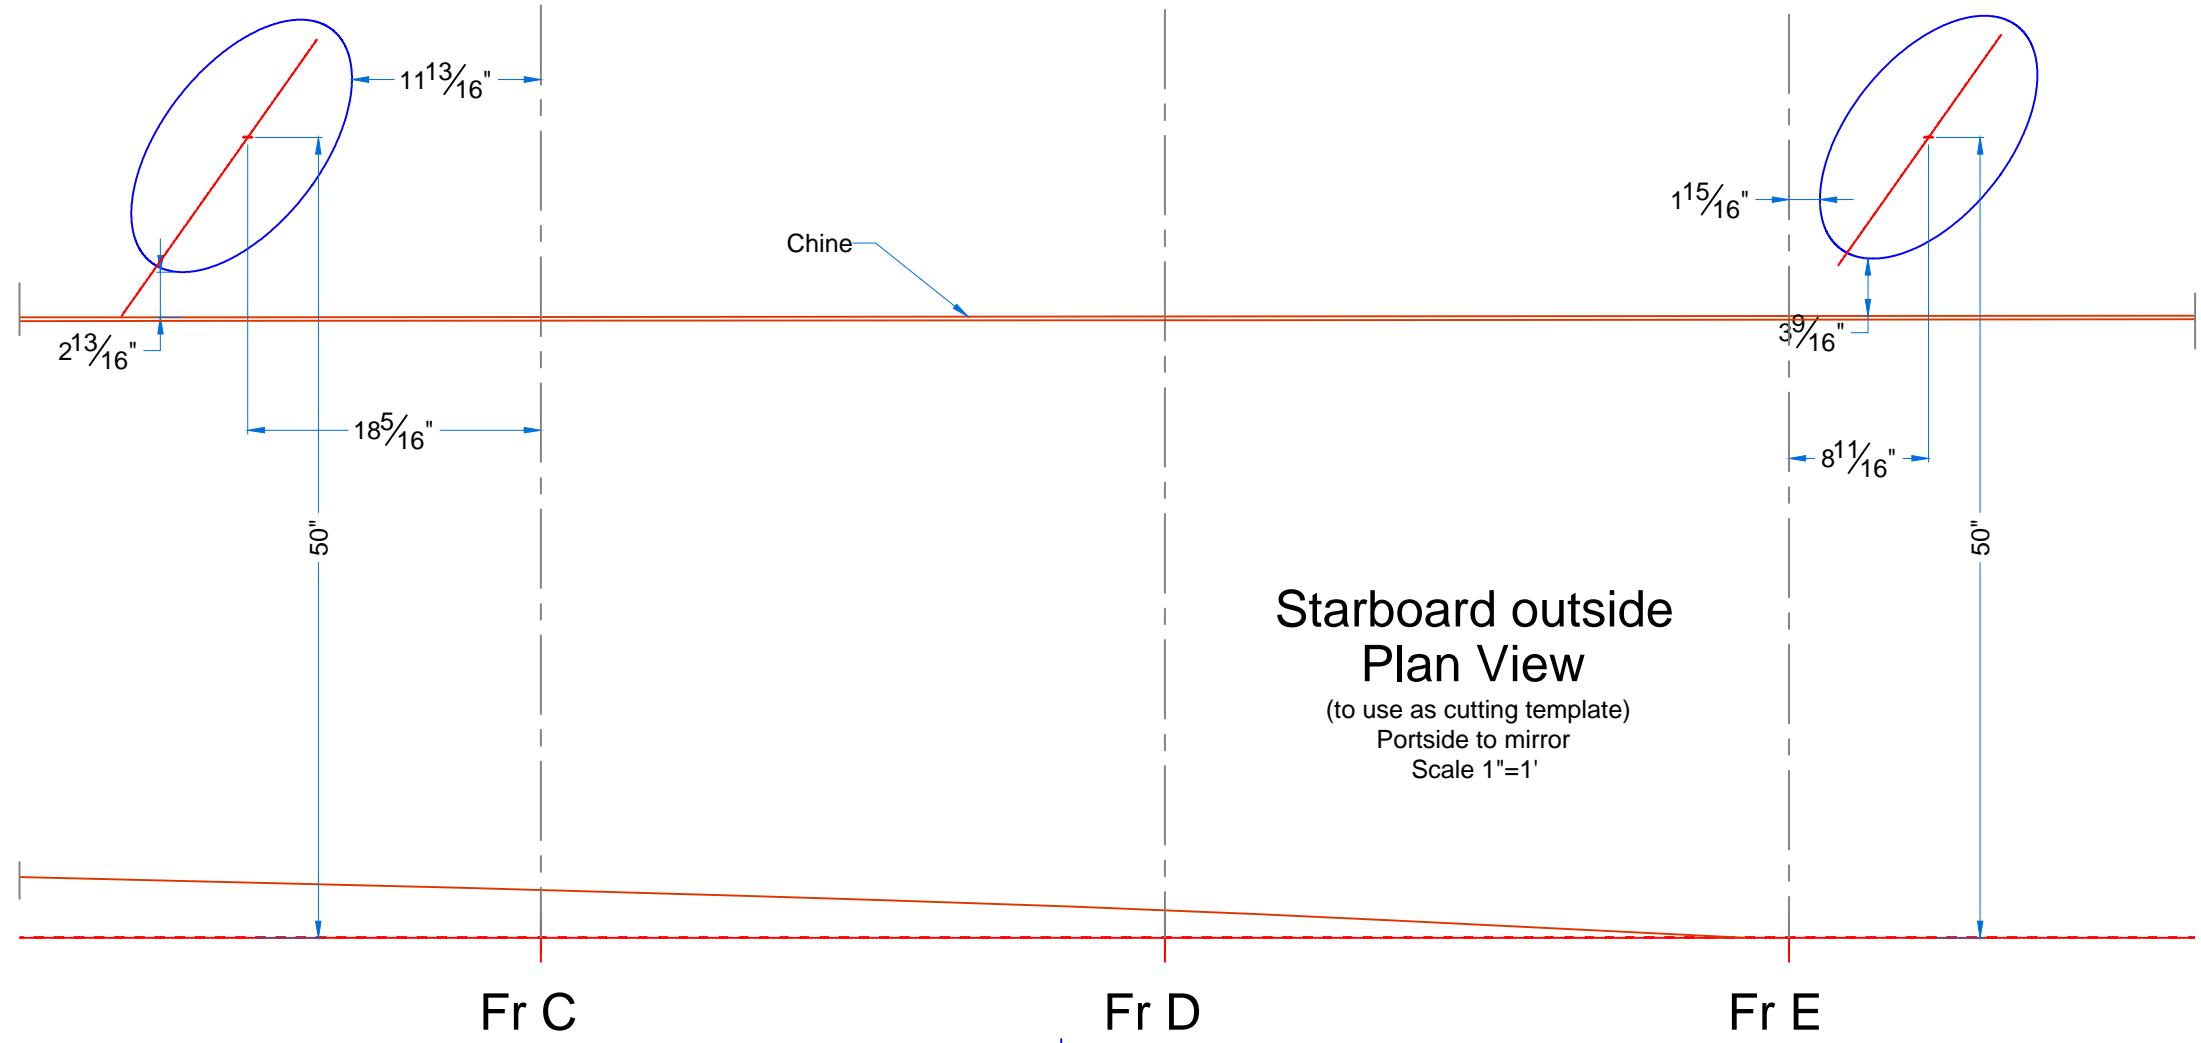 11 13/16"
1 15/16"
Chine
2 13/16"
3 9/16"
18 5/16"
8 11/16"
50"
50"
Starboard outside
Plan View
(to use as cutting template)
Portside to mirror
Scale 1"=1'
Fr C
Fr D
Fr E